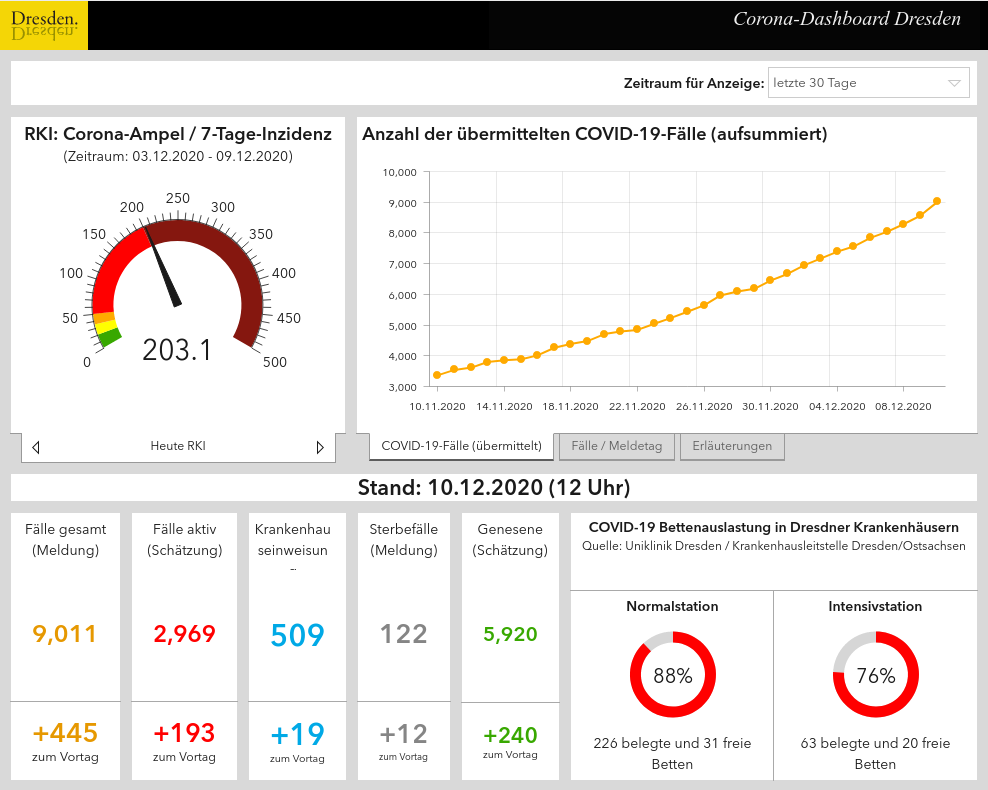 Dresden.
Corona-Dashboard Dresden
Zeitraum für Anzeige: letzte 30 Tage
RKI: Corona-Ampel / 7-Tage-Inzidenz
(Zeitraum: 03.12.2020 - 09.12.2020)
0
50
100
150
200
250
300
350
400
450
500
203.1
Heute RKI
Anzahl der übermittelten COVID-19-Fälle (aufsummiert)
10,000
9,000
8,000
7,000
6,000
5,000
4,000
3,000
10.11.2020 14.11.2020 18.11.2020 22.11.2020 26.11.2020 30.11.2020 04.12.2020 08.12.2020
COVID-19-Fälle (übermittelt) Fälle / Meldetag Erläuterungen
Stand: 10.12.2020 (12 Uhr)
Fälle gesamt
(Meldung)
9,011
+445
zum Vortag
Fälle aktiv
(Schätzung)
2,969
+193
zum Vortag
Krankenhau
seinweisun
509
+19
zum Vortag
Sterbefälle
(Meldung)
122
+12
zum Vortag
Genesene
(Schätzung)
5,920
+240
zum Vortag
COVID-19 Bettenauslastung in Dresdner Krankenhäusern
Quelle: Uniklinik Dresden / Krankenhausleitstelle Dresden/Ostsachsen
Normalstation
88%
226 belegte und 31 freie
Betten
Intensivstation
76%
63 belegte und 20 freie
Betten